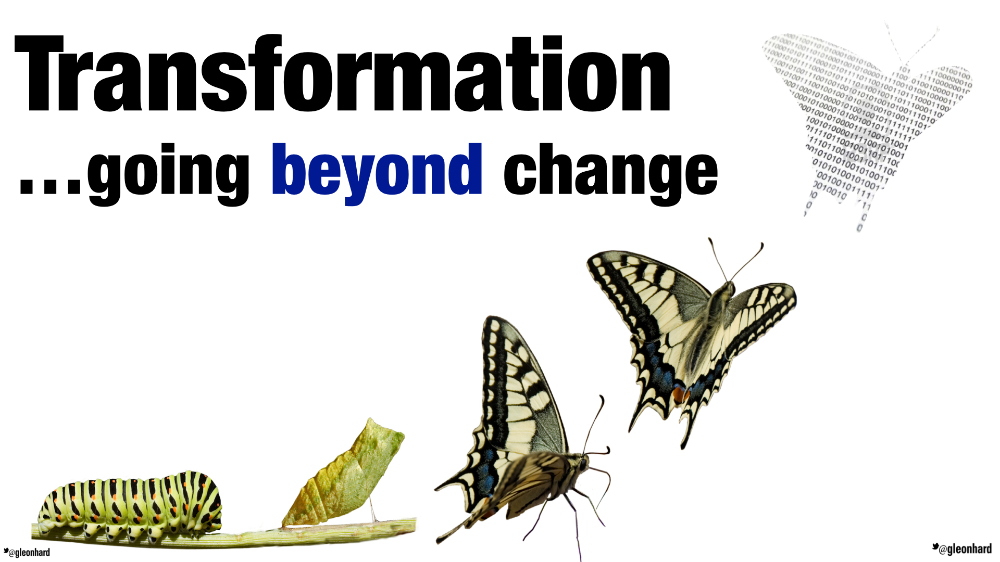 Transformation
...going beyond change
@gleonhard
@gleonhard